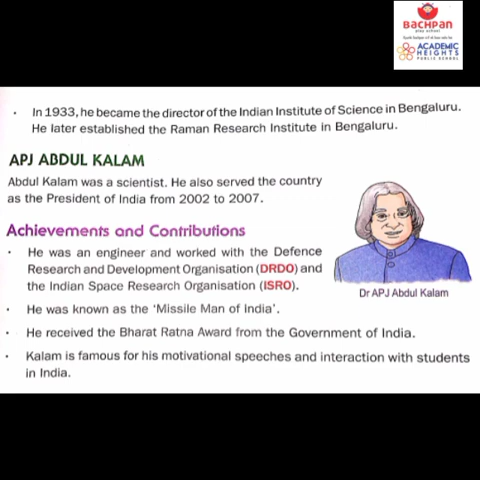 BACHPAN
play school
ACADEMIC
HEIGHTS
PUBLIC SCHOOL
• In 1933, he became the director of the Indian Institute of Science in Bengaluru.
He later established the Raman Research Institute in Bengaluru.
APJ ABDUL KALAM
Abdul Kalam was a scientist. He also served the country
as the President of India from 2002 to 2007.
Achievements and Contributions
• He was an engineer and worked with the Defence
Research and Development Organisation (DRDO) and
the Indian Space Research Organisation (ISRO).
Dr APJ Abdul Kalam
• He was known as the ‘Missile Man of India’.
• He received the Bharat Ratna Award from the Government of India.
• Kalam is famous for his motivational speeches and interaction with students
in India.